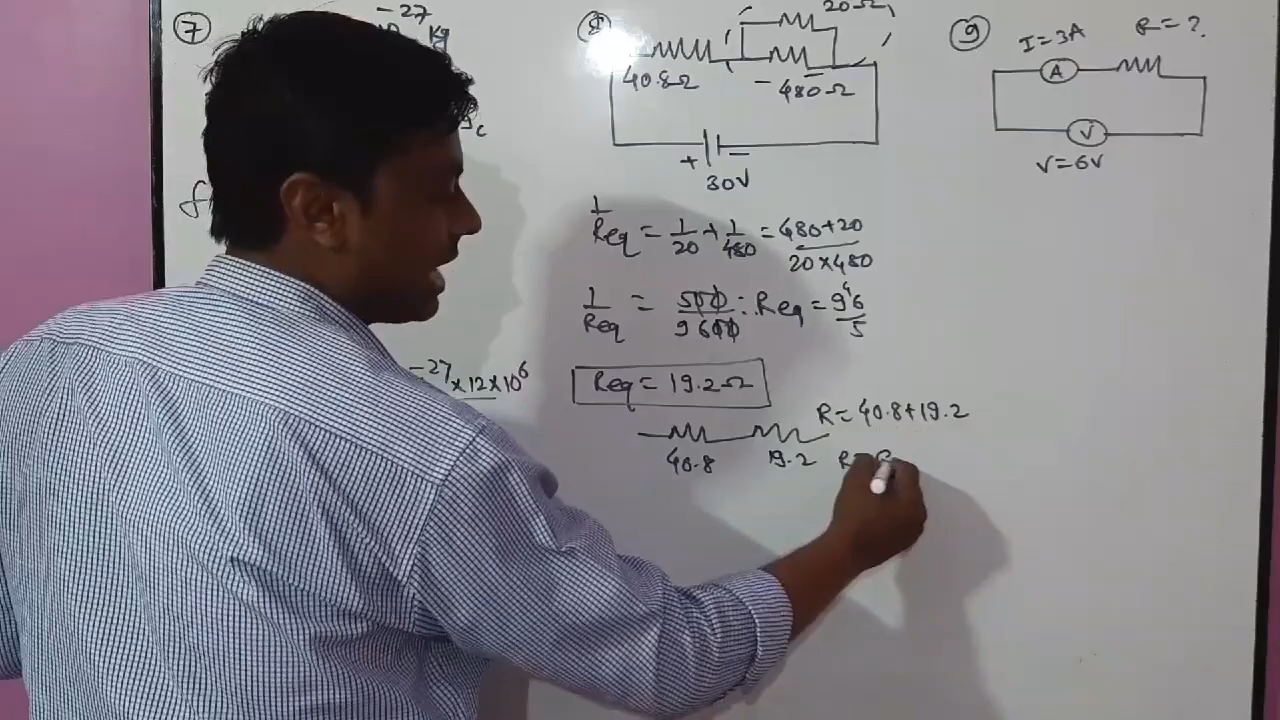 7
-27
Kg
-27 ×12×10⁶
8
20Ω
40.8Ω
480Ω
+ −
30V
1/Req = 1/20 + 1/480 = 480+20/20×480
1/Req = 500/9600 ∴ Req = 96/5
Req = 19.2Ω
R = 40.8+19.2
40.8 19.2 R =
9
I=3A R=?
A
V
V=6V